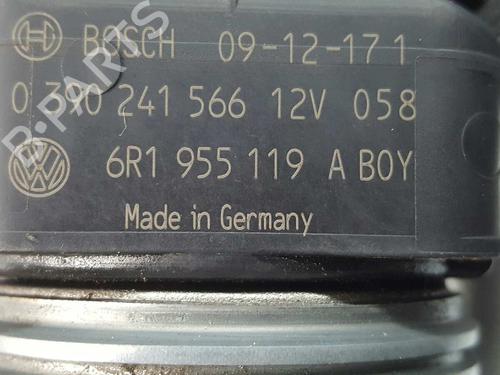 BOSCH 09-12-17 1
0 390 241 566 12V 058
6R1 955 119 A BOY
Made in Germany
B-PARTS